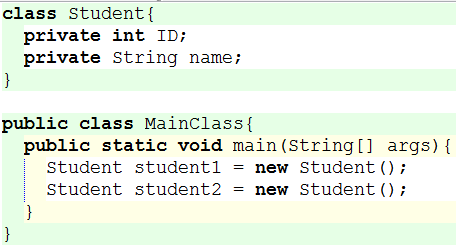 class Student{
private int ID;
private String name;
}
public class MainClass{
public static void main(String[] args){
Student student1 = new Student();
Student student2 = new Student();
}
}